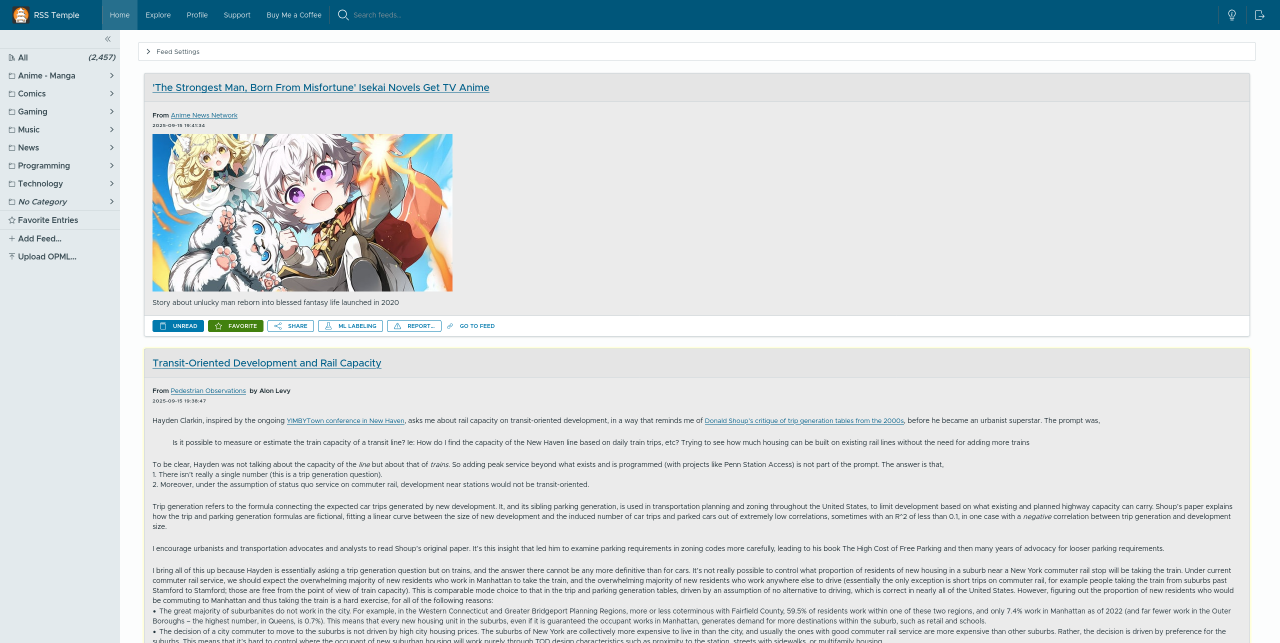 RSS Temple
Home
Explore
Profile
Support
Buy Me a Coffee
Search feeds...
«
All (2,457)
Anime - Manga
Comics
Gaming
Music
News
Programming
Technology
No Category
Favorite Entries
Add Feed...
Upload OPML...
Feed Settings
'The Strongest Man, Born From Misfortune' Isekai Novels Get TV Anime
From Anime News Network
2025-09-15 19:41:34
Story about unlucky man reborn into blessed fantasy life launched in 2020
UNREAD
FAVORITE
SHARE
ML LABELING
REPORT...
GO TO FEED
Transit-Oriented Development and Rail Capacity
From Pedestrian Observations by Alon Levy
2025-09-15 19:38:47
Hayden Clarkin, inspired by the ongoing YIMBYTown conference in New Haven, asks me about rail capacity on transit-oriented development, in a way that reminds me of Donald Shoup's critique of trip generation tables from the 2000s, before he became an urbanist superstar. The prompt was,
Is it possible to measure or estimate the train capacity of a transit line? Ie: How do I find the capacity of the New Haven line based on daily train trips, etc? Trying to see how much housing can be built on existing rail lines without the need for adding more trains
To be clear, Hayden was not talking about the capacity of the line but about that of trains. So adding peak service beyond what exists and is programmed (with projects like Penn Station Access) is not part of the prompt. The answer is that,
1. There isn't really a single number (this is a trip generation question).
2. Moreover, under the assumption of status quo service on commuter rail, development near stations would not be transit-oriented.
Trip generation refers to the formula connecting the expected car trips generated by new development. It, and its sibling parking generation, is used in transportation planning and zoning throughout the United States, to limit development based on what existing and planned highway capacity can carry. Shoup's paper explains
how the trip and parking generation formulas are fictional, fitting a linear curve between the size of new development and the induced number of car trips and parked cars out of extremely low correlations, sometimes with an R^2 of less than 0.1, in one case with a negative correlation between trip generation and development
size.
I encourage urbanists and transportation advocates and analysts to read Shoup's original paper. It's this insight that led him to examine parking requirements in zoning codes more carefully, leading to his book The High Cost of Free Parking and then many years of advocacy for looser parking requirements.
I bring all of this up because Hayden is essentially asking a trip generation question but on trains, and the answer there cannot be any more definitive than for cars. It's not really possible to control what proportion of residents of new housing in a suburb near a New York commuter rail stop will be taking the train. Under current
commuter rail service, we should expect the overwhelming majority of new residents who work in Manhattan to take the train, and the overwhelming majority of new residents who work anywhere else to drive (essentially the only exception is short trips on commuter rail, for example people taking the train from suburbs past
Stamford to Stamford; those are free from the point of view of train capacity). This is comparable mode choice to that in the trip and parking generation tables, driven by an assumption of no alternative to driving, which is correct in nearly all of the United States. However, figuring out the proportion of new residents who would
be commuting to Manhattan and thus taking the train is a hard exercise, for all of the following reasons:
• The great majority of suburbanites do not work in the city. For example, in the Western Connecticut and Greater Bridgeport Planning Regions, more or less coterminous with Fairfield County, 59.5% of residents work within one of these two regions, and only 7.4% work in Manhattan as of 2022 (and far fewer work in the Outer
Boroughs – the highest number, in Queens, is 0.7%). This means that every new housing unit in the suburbs, even if it is guaranteed the occupant works in Manhattan, generates demand for more destinations within the suburb, such as retail and schools.
• The decision of a city commuter to move to the suburbs is not driven by high city housing prices. The suburbs of New York are collectively more expensive to live in than the city, and usually the ones with good commuter rail service are more expensive than other suburbs. Rather, the decision is driven by preference for the
suburbs. This means that it's hard to control where the occupant of new suburban housing will work purely through TOD design characteristics such as proximity to the station, streets with sidewalks, or multifamily housing.